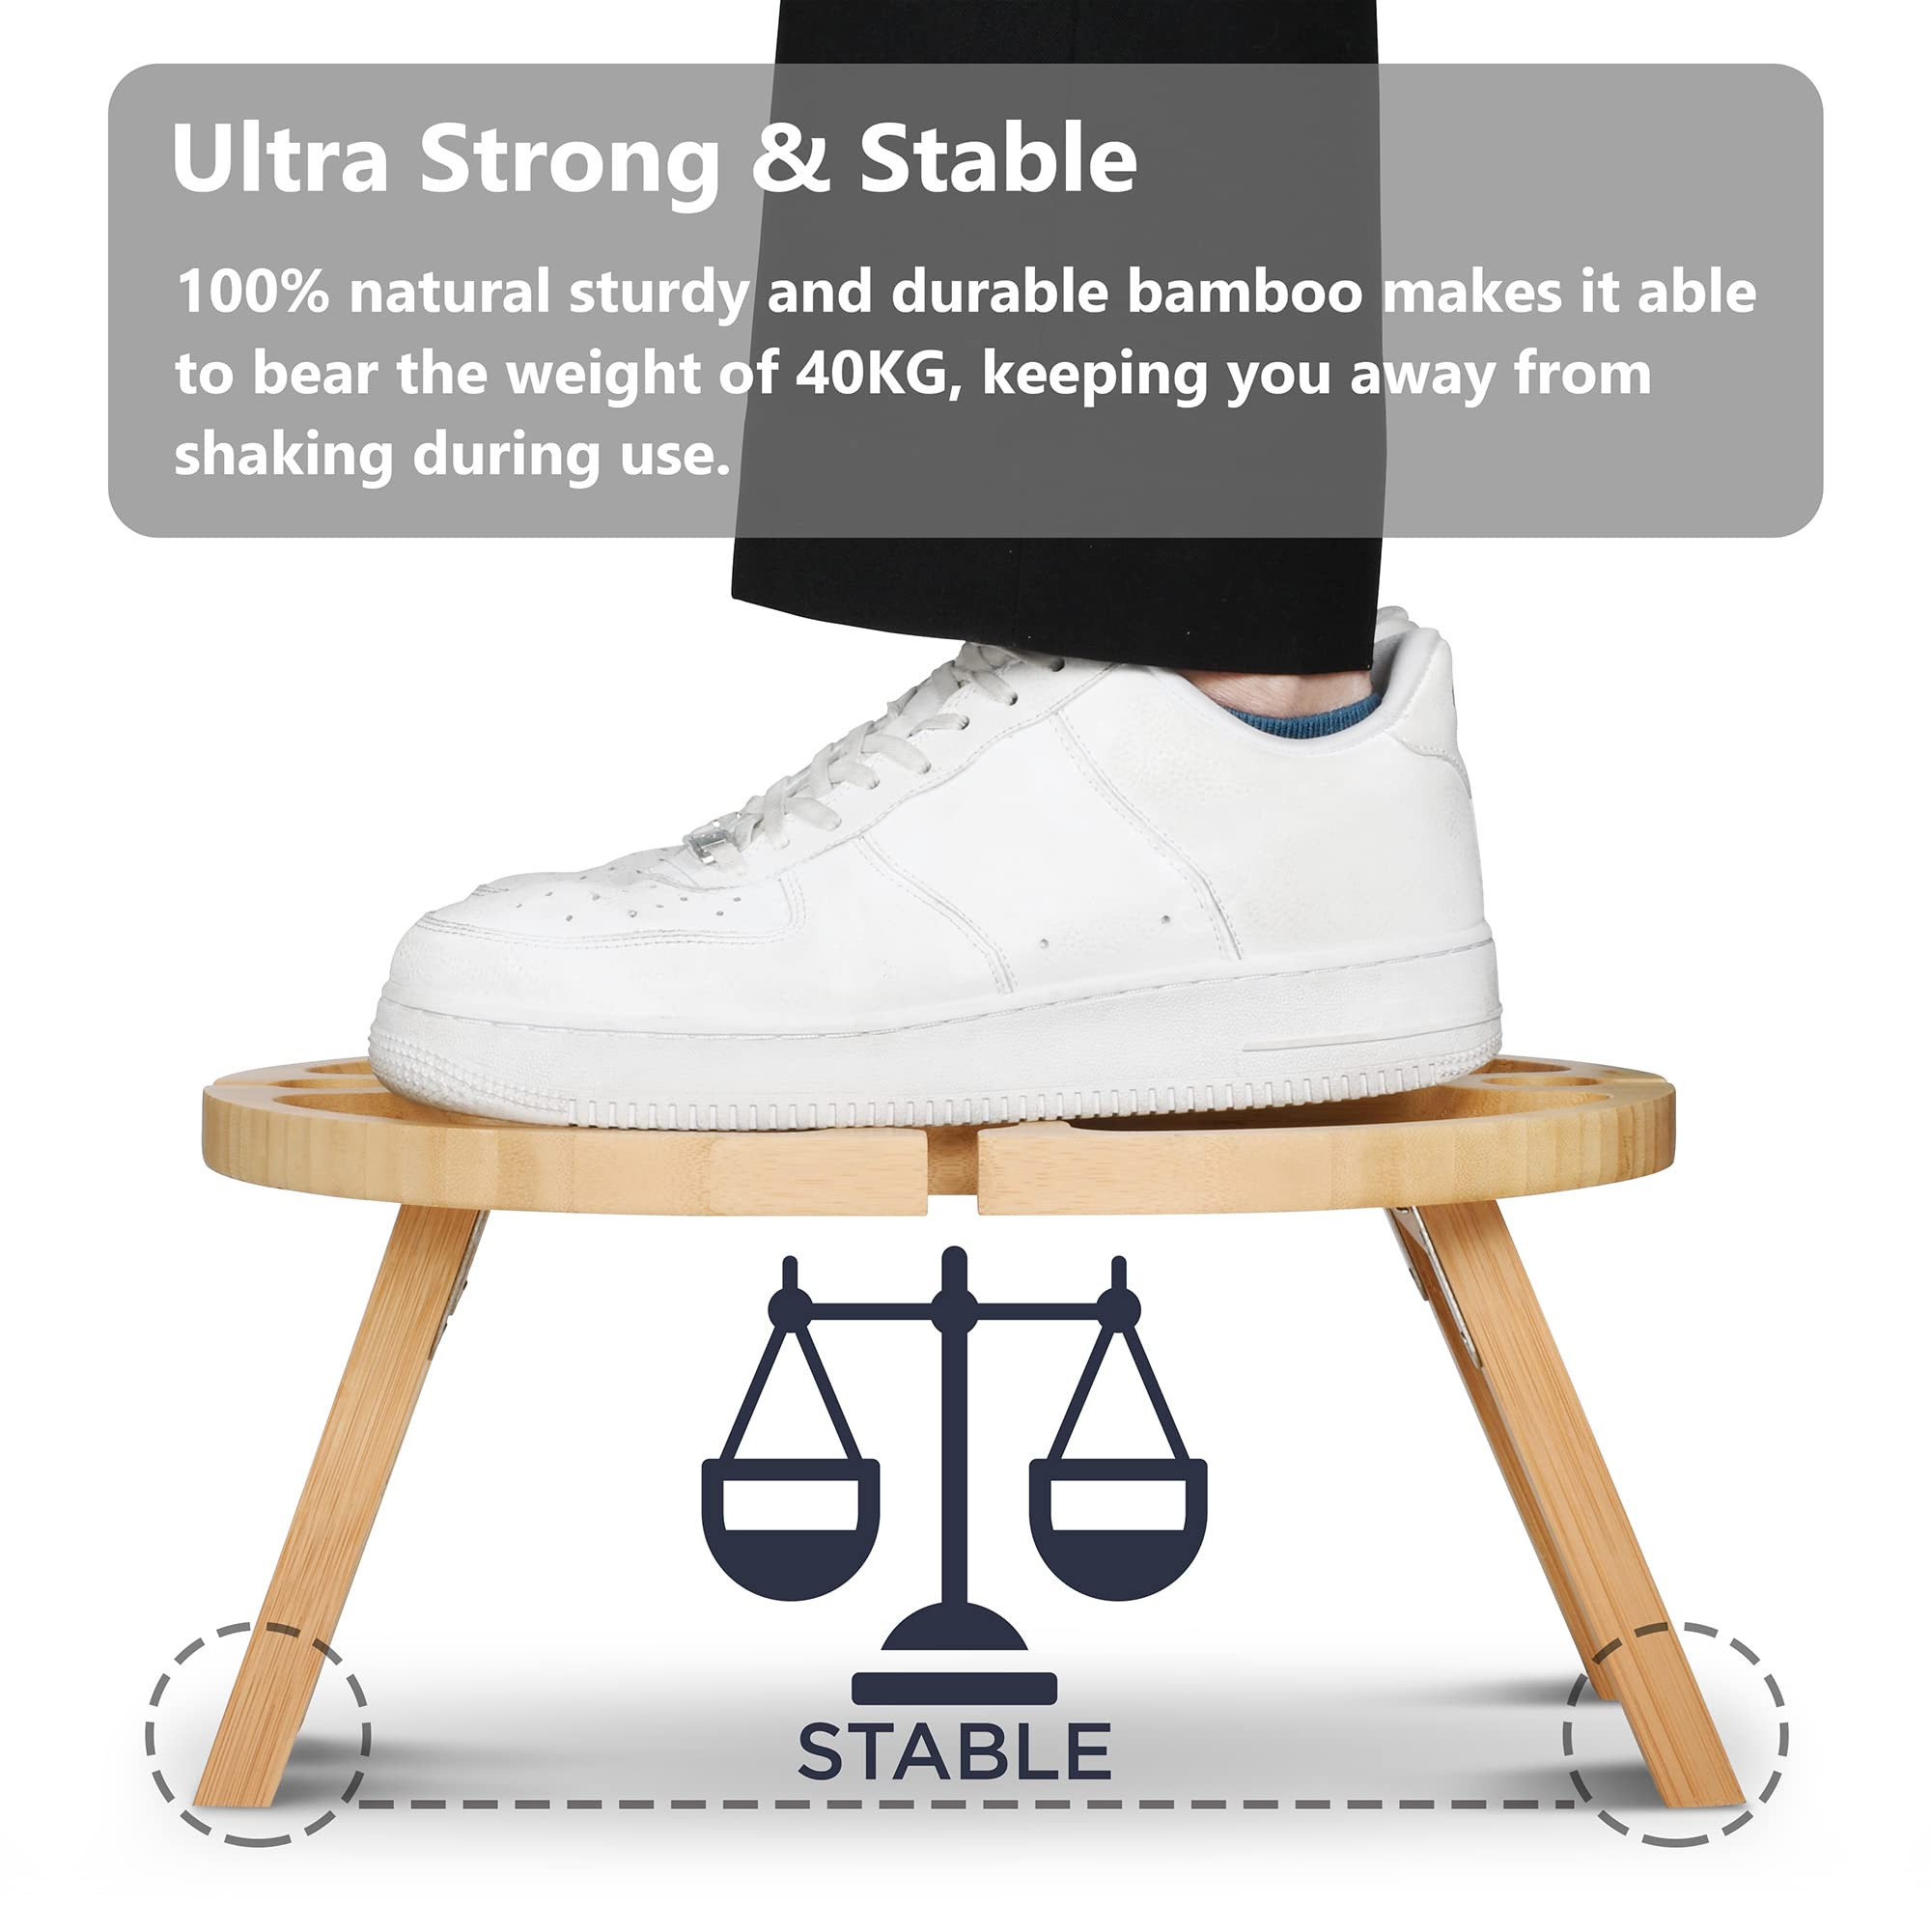 Ultra Strong & Stable
100% natural sturdy and durable bamboo makes it able
to bear the weight of 40KG, keeping you away from
shaking during use.
STABLE